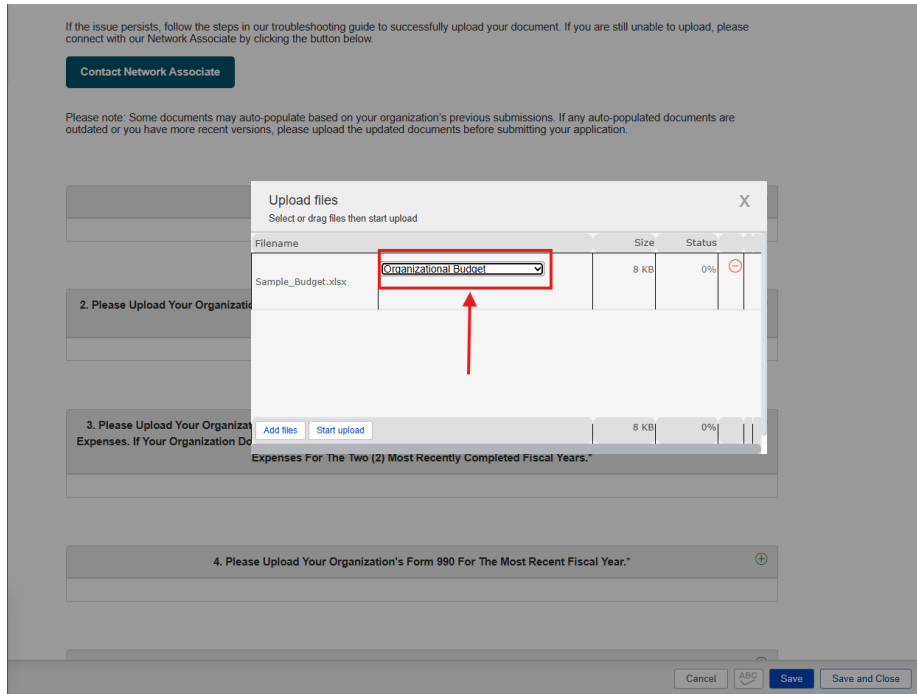 If the issue persists, follow the steps in our troubleshooting guide to successfully upload your document. If you are still unable to upload, please
connect with our Network Associate by clicking the button below.
Contact Network Associate
Please note: Some documents may auto-populate based on your organization's previous submissions. If any auto-populated documents are
outdated or you have more recent versions, please upload the updated documents before submitting your application.
Upload files
X
Select or drag files then start upload
Filename Size Status
Organizational Budget 8 KB 0%
Sample_Budget.xlsx
2. Please Upload Your Organizatio
3. Please Upload Your Organizat
Add files Start upload 8 KB 0%
Expenses. If Your Organization Do
Expenses For The Two (2) Most Recently Completed Fiscal Years.*
4. Please Upload Your Organization's Form 990 For The Most Recent Fiscal Year.*
Cancel ABC Save Save and Close